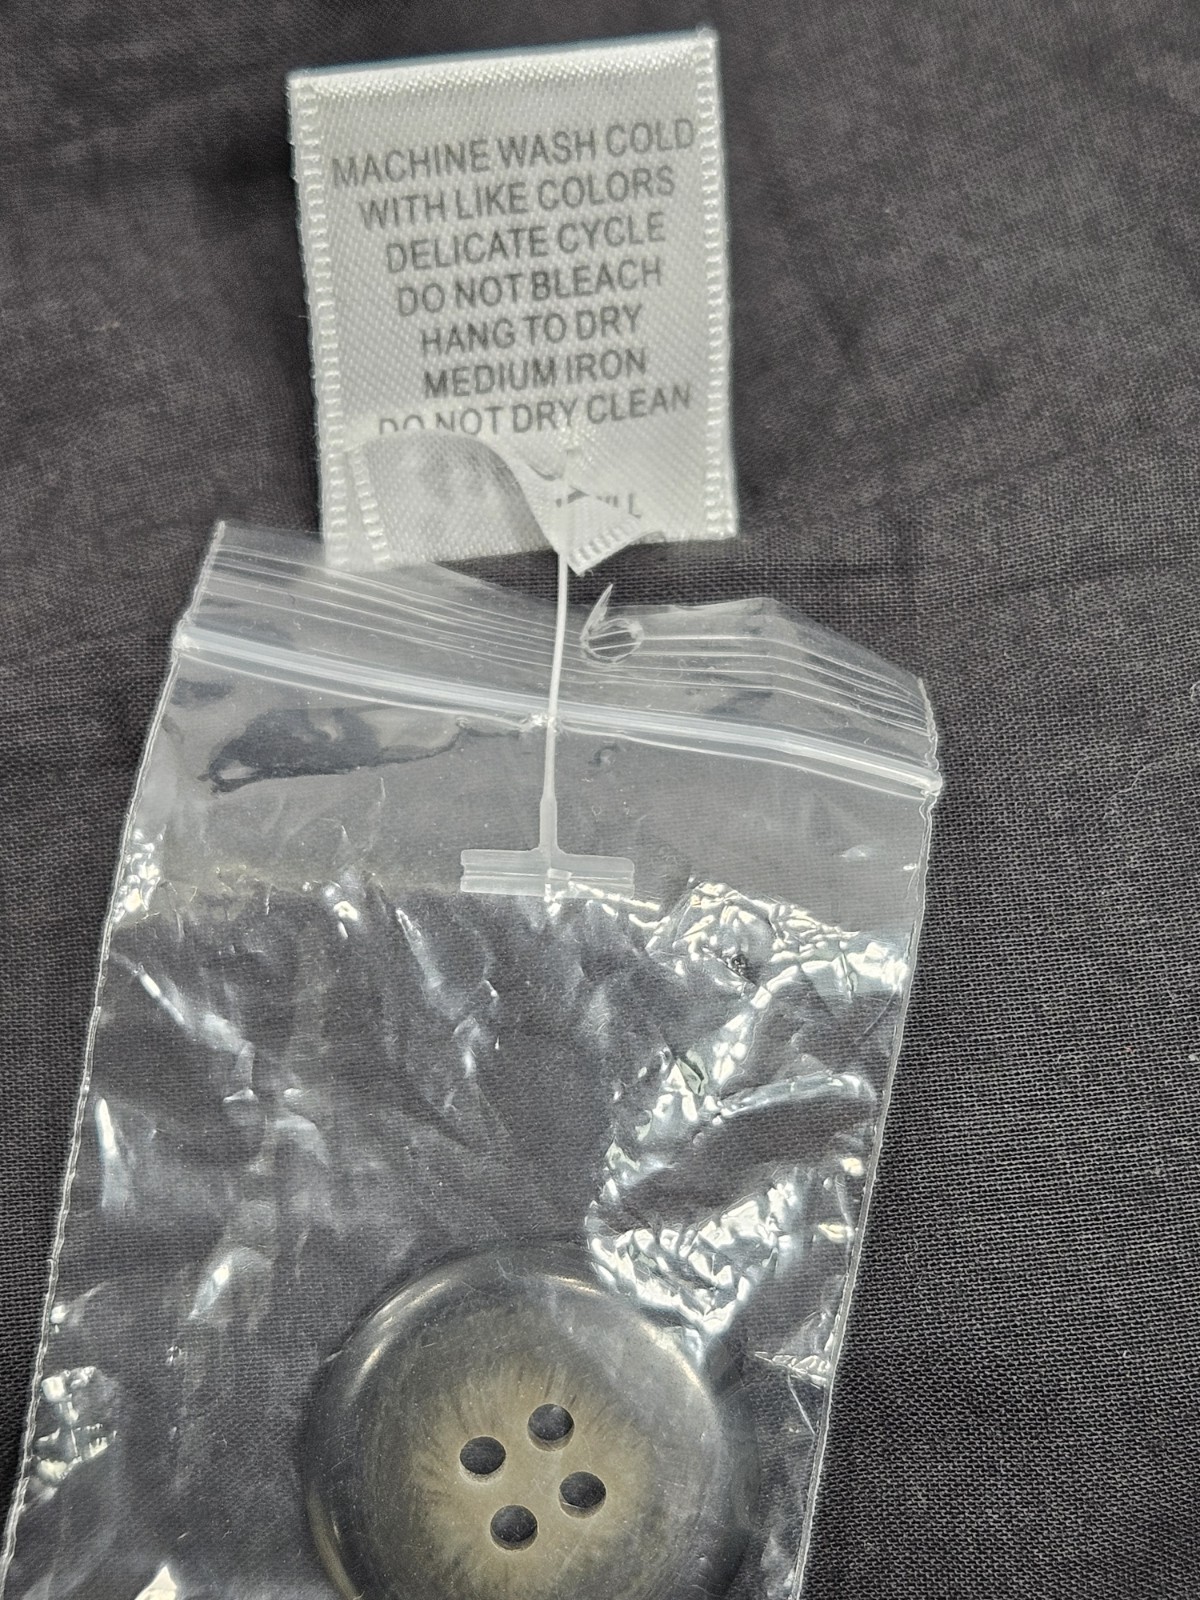 MACHINE WASH COLD
WITH LIKE COLORS
DELICATE CYCLE
DO NOT BLEACH
HANG TO DRY
MEDIUM IRON
DO NOT DRY CLEAN